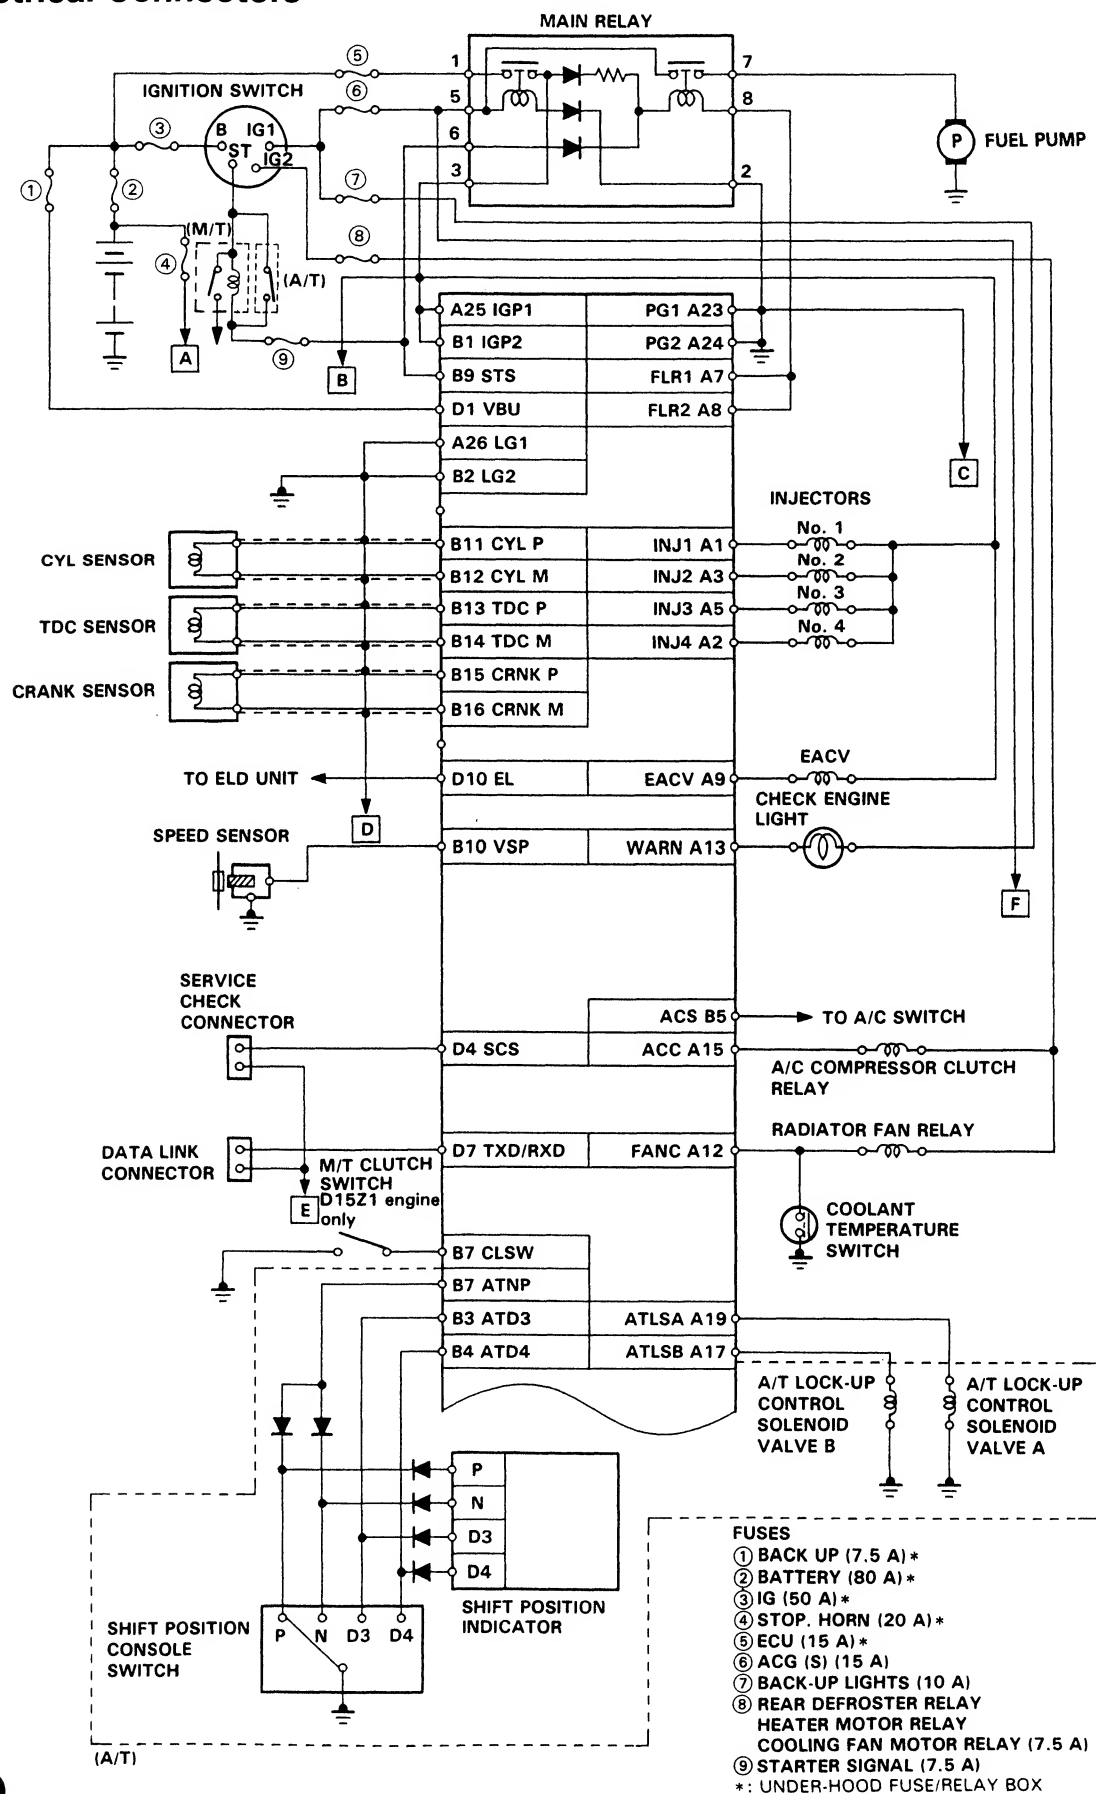 MAIN RELAY
1
7
5
8
6
3
2
⑤
⑥
IGNITION SWITCH
③
B
IG1
ST
IG2
①
②
⑦
⑧
④
(M/T)
(A/T)
⑨
A
B
P
FUEL PUMP
A25 IGP1
PG1 A23
B1 IGP2
PG2 A24
B9 STS
FLR1 A7
D1 VBU
FLR2 A8
A26 LG1
B2 LG2
C
INJECTORS
No. 1
No. 2
No. 3
No. 4
CYL SENSOR
B11 CYL P
INJ1 A1
B12 CYL M
INJ2 A3
TDC SENSOR
B13 TDC P
INJ3 A5
B14 TDC M
INJ4 A2
CRANK SENSOR
B15 CRNK P
B16 CRNK M
TO ELD UNIT
D10 EL
EACV A9
EACV
CHECK ENGINE
LIGHT
D
SPEED SENSOR
B10 VSP
WARN A13
F
SERVICE
CHECK
CONNECTOR
ACS B5
TO A/C SWITCH
D4 SCS
ACC A15
A/C COMPRESSOR CLUTCH
RELAY
RADIATOR FAN RELAY
DATA LINK
CONNECTOR
D7 TXD/RXD
FANC A12
M/T CLUTCH
SWITCH
D15Z1 engine
only
E
COOLANT
TEMPERATURE
SWITCH
B7 CLSW
B7 ATNP
B3 ATD3
ATLSA A19
B4 ATD4
ATLSB A17
A/T LOCK-UP
CONTROL
SOLENOID
VALVE B
A/T LOCK-UP
CONTROL
SOLENOID
VALVE A
P
N
D3
D4
SHIFT POSITION
INDICATOR
SHIFT POSITION
CONSOLE
SWITCH
P N D3 D4
(A/T)
FUSES
① BACK UP (7.5 A)*
② BATTERY (80 A)*
③ IG (50 A)*
④ STOP. HORN (20 A)*
⑤ ECU (15 A)*
⑥ ACG (S) (15 A)
⑦ BACK-UP LIGHTS (10 A)
⑧ REAR DEFROSTER RELAY
HEATER MOTOR RELAY
COOLING FAN MOTOR RELAY (7.5 A)
⑨ STARTER SIGNAL (7.5 A)
*: UNDER-HOOD FUSE/RELAY BOX